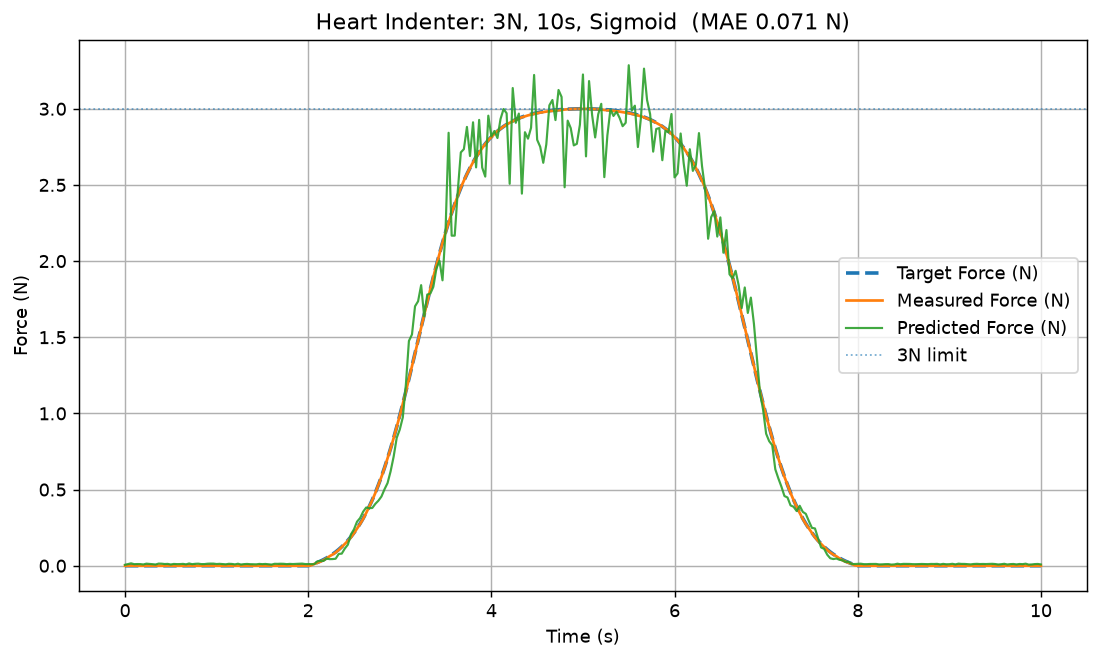 Heart Indenter: 3N, 10s, Sigmoid  (MAE 0.071 N)
Force (N)
3.0
2.5
2.0
1.5
1.0
0.5
0.0
Target Force (N)
Measured Force (N)
Predicted Force (N)
3N limit
0 2 4 6 8 10
Time (s)